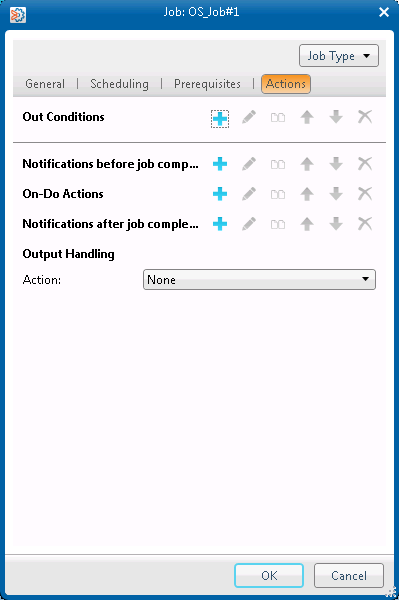 Job: OS_Job#1
Job Type
General | Scheduling | Prerequisites | Actions
Out Conditions
Notifications before job comp...
On-Do Actions
Notifications after job comple...
Output Handling
Action: None
OK Cancel